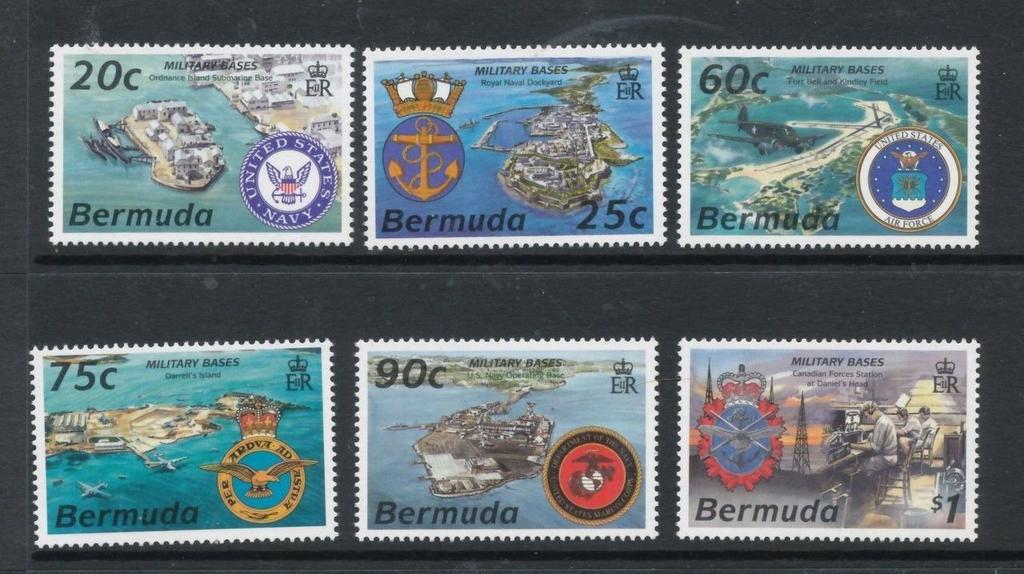 20c
MILITARY BASES
Ordnance Island Submarine Base
EIIR
UNITED STATES
NAVY
Bermuda
MILITARY BASES
Royal Naval Dockyard
EIIR
Bermuda
25c
60c
MILITARY BASES
Fort Bell and Kindley Field
EIIR
UNITED STATES
AIR FORCE
Bermuda
75c
MILITARY BASES
Darrell's Island
EIIR
PER ARDVA AD ASTRA
Bermuda
90c
MILITARY BASES
U.S. Navy Operating Base
EIIR
DEPARTMENT OF THE NAVY
UNITED STATES MARINE CORPS
Bermuda
MILITARY BASES
Canadian Forces Station
at Daniel's Head
EIIR
Bermuda
$1